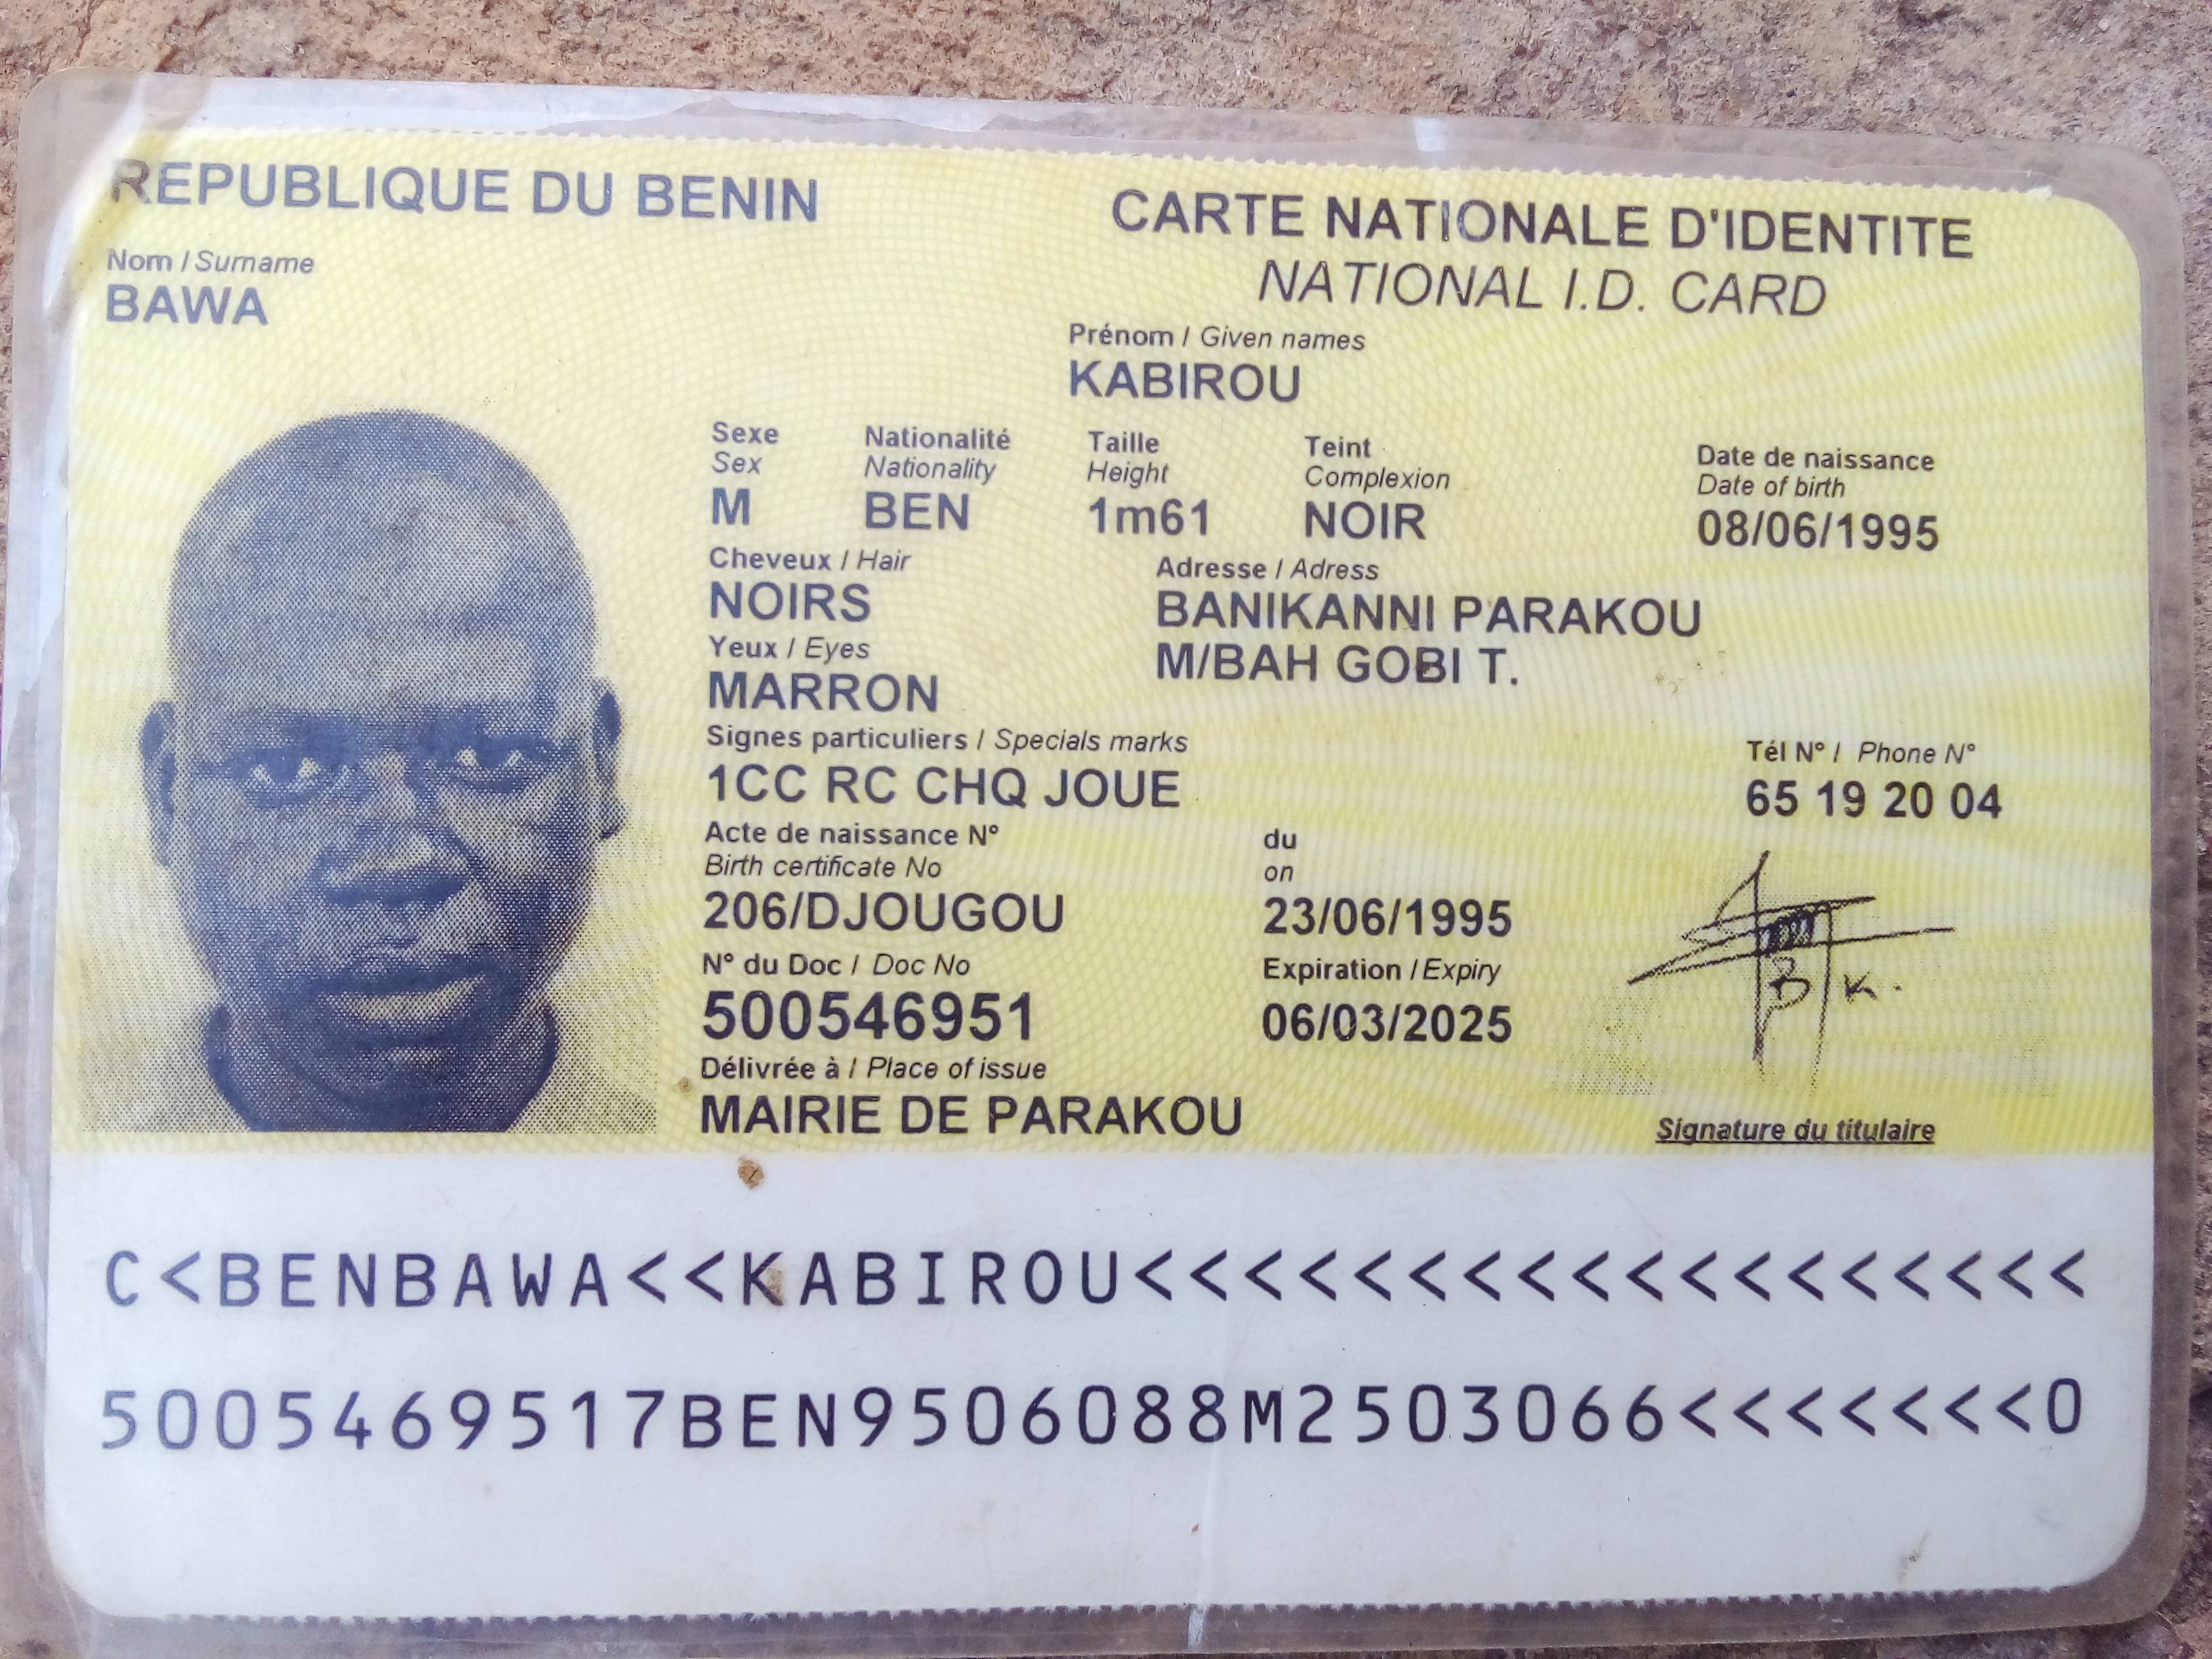 REPUBLIQUE DU BENIN
CARTE NATIONALE D'IDENTITE
NATIONAL I.D. CARD
Nom / Surname
BAWA
Prénom / Given names
KABIROU
Sexe Nationalité Taille Teint Date de naissance
Sex Nationality Height Complexion Date of birth
M BEN 1m61 NOIR 08/06/1995
Cheveux / Hair Adresse / Adress
NOIRS BANIKANNI PARAKOU
Yeux / Eyes M/BAH GOBI T.
MARRON
Signes particuliers / Specials marks Tél N° / Phone N°
1CC RC CHQ JOUE 65 19 20 04
Acte de naissance N° du
Birth certificate No on
206/DJOUGOU 23/06/1995
N° du Doc / Doc No Expiration / Expiry
500546951 06/03/2025
B K.
Délivrée à / Place of issue
MAIRIE DE PARAKOU
Signature du titulaire
C<BENBAWA<<KABIROU<<<<<<<<<<<<<<<<<<
5005469517BEN9506088M2503066<<<<<<<0